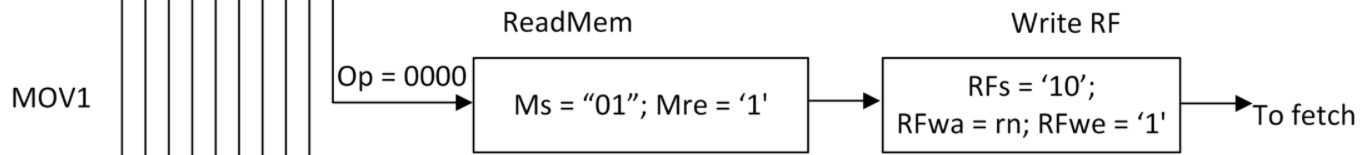 ReadMem
Write RF
MOV1
Op = 0000
Ms = “01”; Mre = ‘1'
RFs = ‘10’;
RFwa = rn; RFwe = ‘1'
To fetch